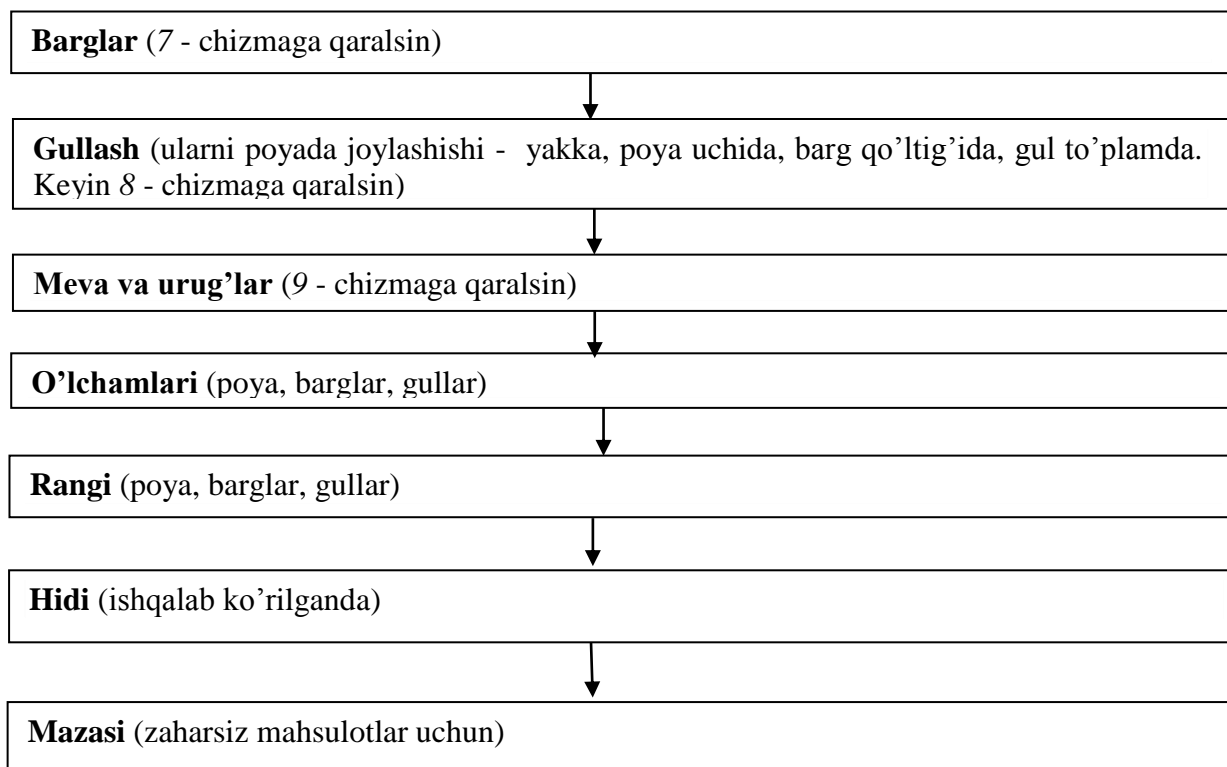 Barglar (7 - chizmaga qaralsin)
Gullash (ularni poyada joylashishi - yakka, poya uchida, barg qo’ltig’ida, gul to’plamda.
Keyin 8 - chizmaga qaralsin)
Meva va urug’lar (9 - chizmaga qaralsin)
O’lchamlari (poya, barglar, gullar)
Rangi (poya, barglar, gullar)
Hidi (ishqalab ko’rilganda)
Mazasi (zaharsiz mahsulotlar uchun)